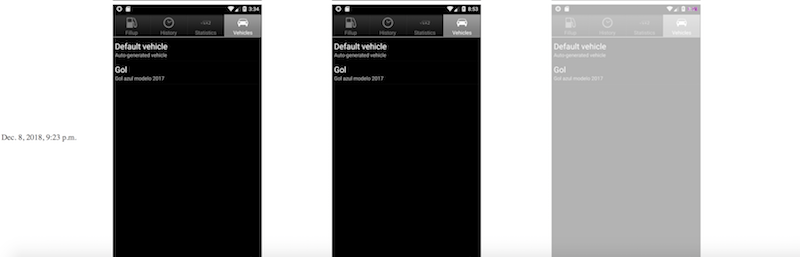 Dec. 8, 2018, 9:23 p.m.
3:34
Fillup History Statistics Vehicles
Default vehicle
Auto-generated vehicle
Gol
Gol azul modelo 2017
8:53
Fillup History Statistics Vehicles
Default vehicle
Auto-generated vehicle
Gol
Gol azul modelo 2017
Fillup History Statistics Vehicles
Default vehicle
Auto-generated vehicle
Gol
Gol azul modelo 2017